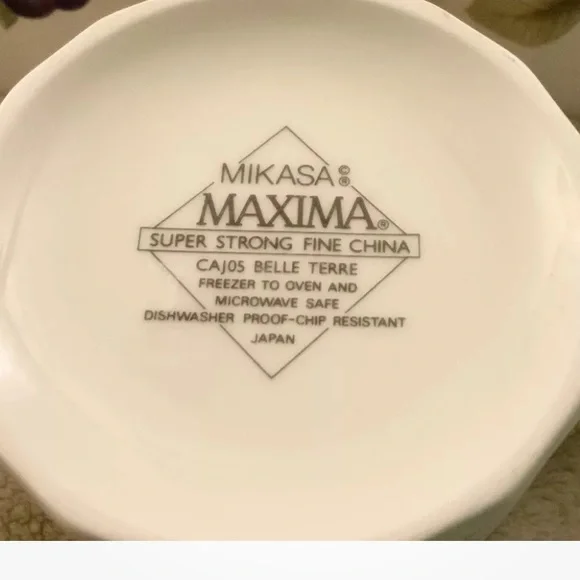 MIKASA©®
MAXIMA®
SUPER STRONG FINE CHINA
CAJ05 BELLE TERRE
FREEZER TO OVEN AND
MICROWAVE SAFE
DISHWASHER PROOF-CHIP RESISTANT
JAPAN